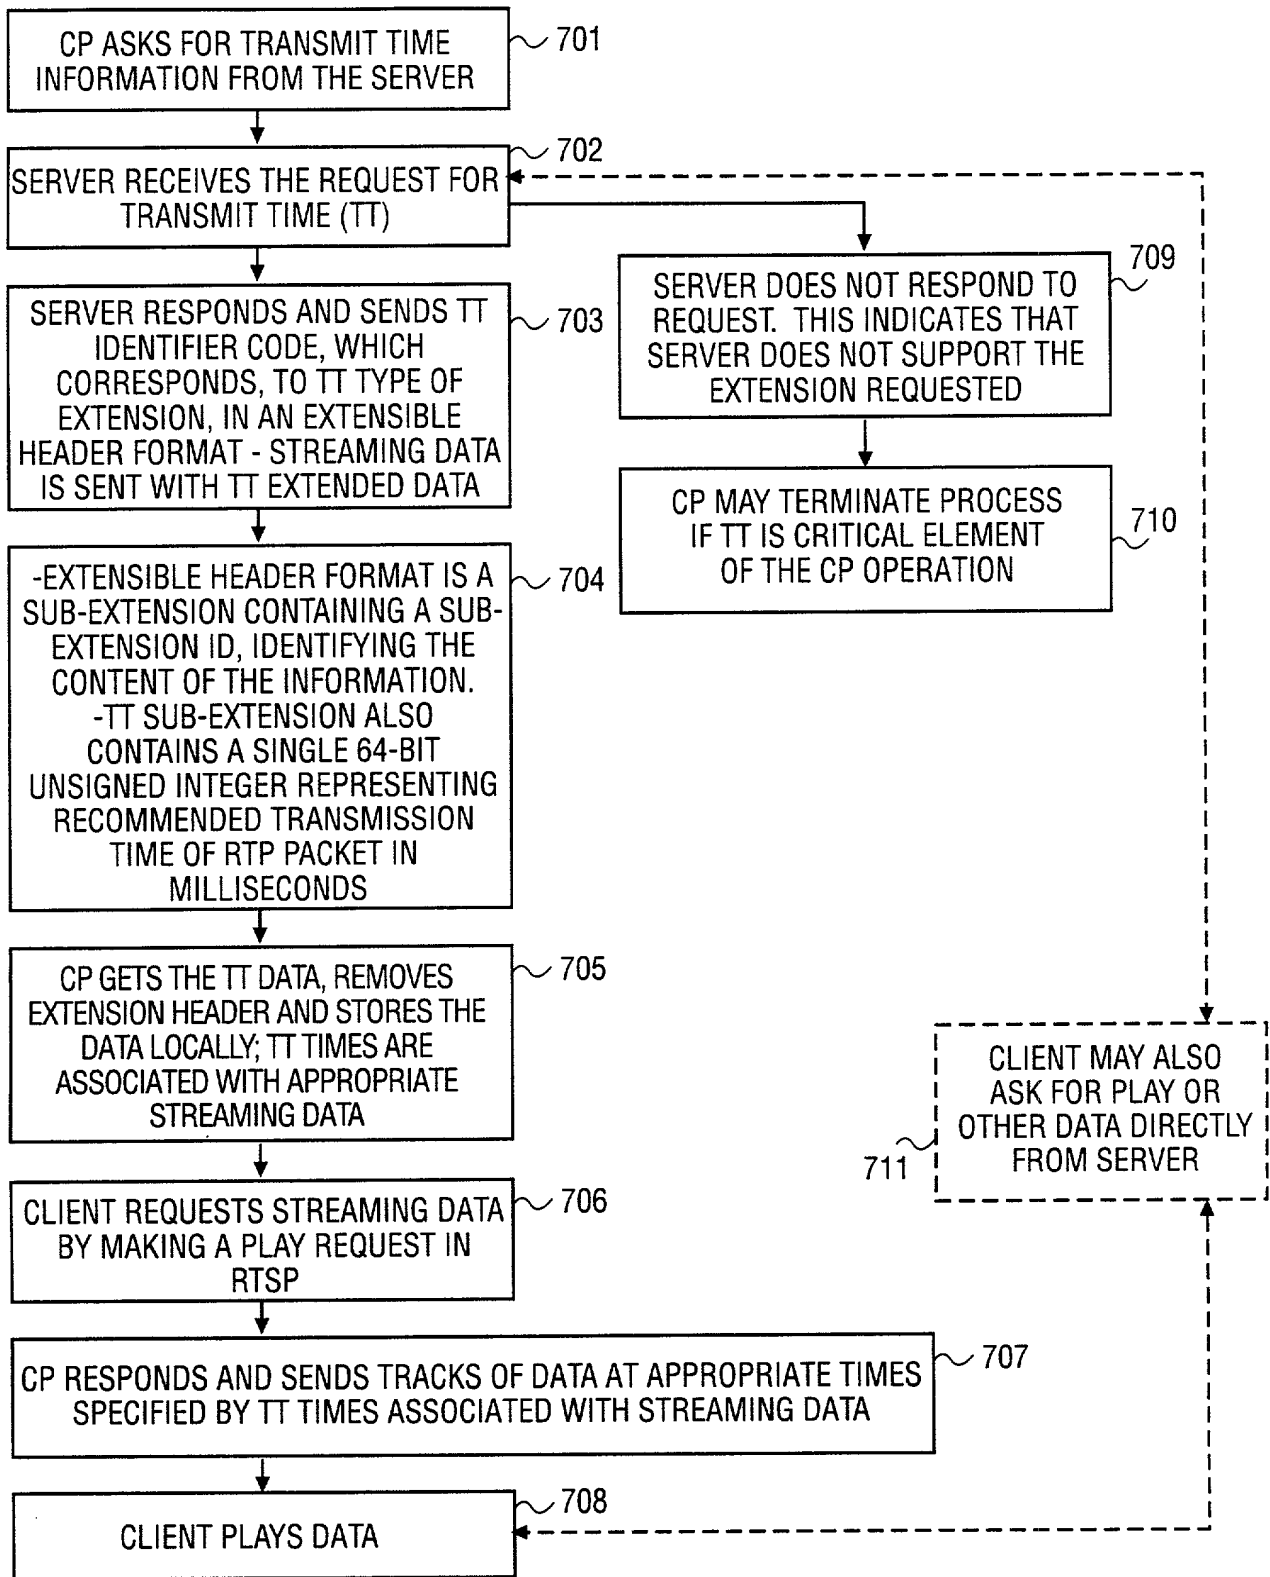 CP ASKS FOR TRANSMIT TIME
INFORMATION FROM THE SERVER
701
SERVER RECEIVES THE REQUEST FOR
TRANSMIT TIME (TT)
702
SERVER RESPONDS AND SENDS TT
IDENTIFIER CODE, WHICH
CORRESPONDS, TO TT TYPE OF
EXTENSION, IN AN EXTENSIBLE
HEADER FORMAT - STREAMING DATA
IS SENT WITH TT EXTENDED DATA
703
SERVER DOES NOT RESPOND TO
REQUEST. THIS INDICATES THAT
SERVER DOES NOT SUPPORT THE
EXTENSION REQUESTED
709
CP MAY TERMINATE PROCESS
IF TT IS CRITICAL ELEMENT
OF THE CP OPERATION
710
-EXTENSIBLE HEADER FORMAT IS A
SUB-EXTENSION CONTAINING A SUB-
EXTENSION ID, IDENTIFYING THE
CONTENT OF THE INFORMATION.
-TT SUB-EXTENSION ALSO
CONTAINS A SINGLE 64-BIT
UNSIGNED INTEGER REPRESENTING
RECOMMENDED TRANSMISSION
TIME OF RTP PACKET IN
MILLISECONDS
704
CP GETS THE TT DATA, REMOVES
EXTENSION HEADER AND STORES THE
DATA LOCALLY; TT TIMES ARE
ASSOCIATED WITH APPROPRIATE
STREAMING DATA
705
CLIENT MAY ALSO
ASK FOR PLAY OR
OTHER DATA DIRECTLY
FROM SERVER
711
CLIENT REQUESTS STREAMING DATA
BY MAKING A PLAY REQUEST IN
RTSP
706
CP RESPONDS AND SENDS TRACKS OF DATA AT APPROPRIATE TIMES
SPECIFIED BY TT TIMES ASSOCIATED WITH STREAMING DATA
707
CLIENT PLAYS DATA
708